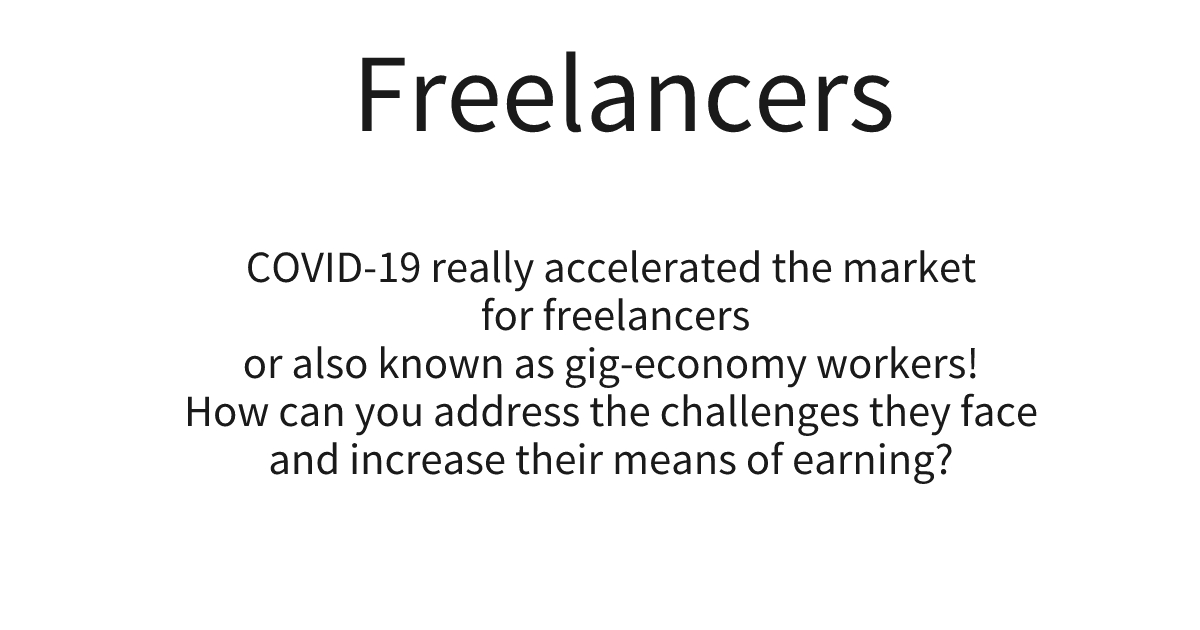 Freelancers
COVID-19 really accelerated the market
for freelancers
or also known as gig-economy workers!
How can you address the challenges they face
and increase their means of earning?